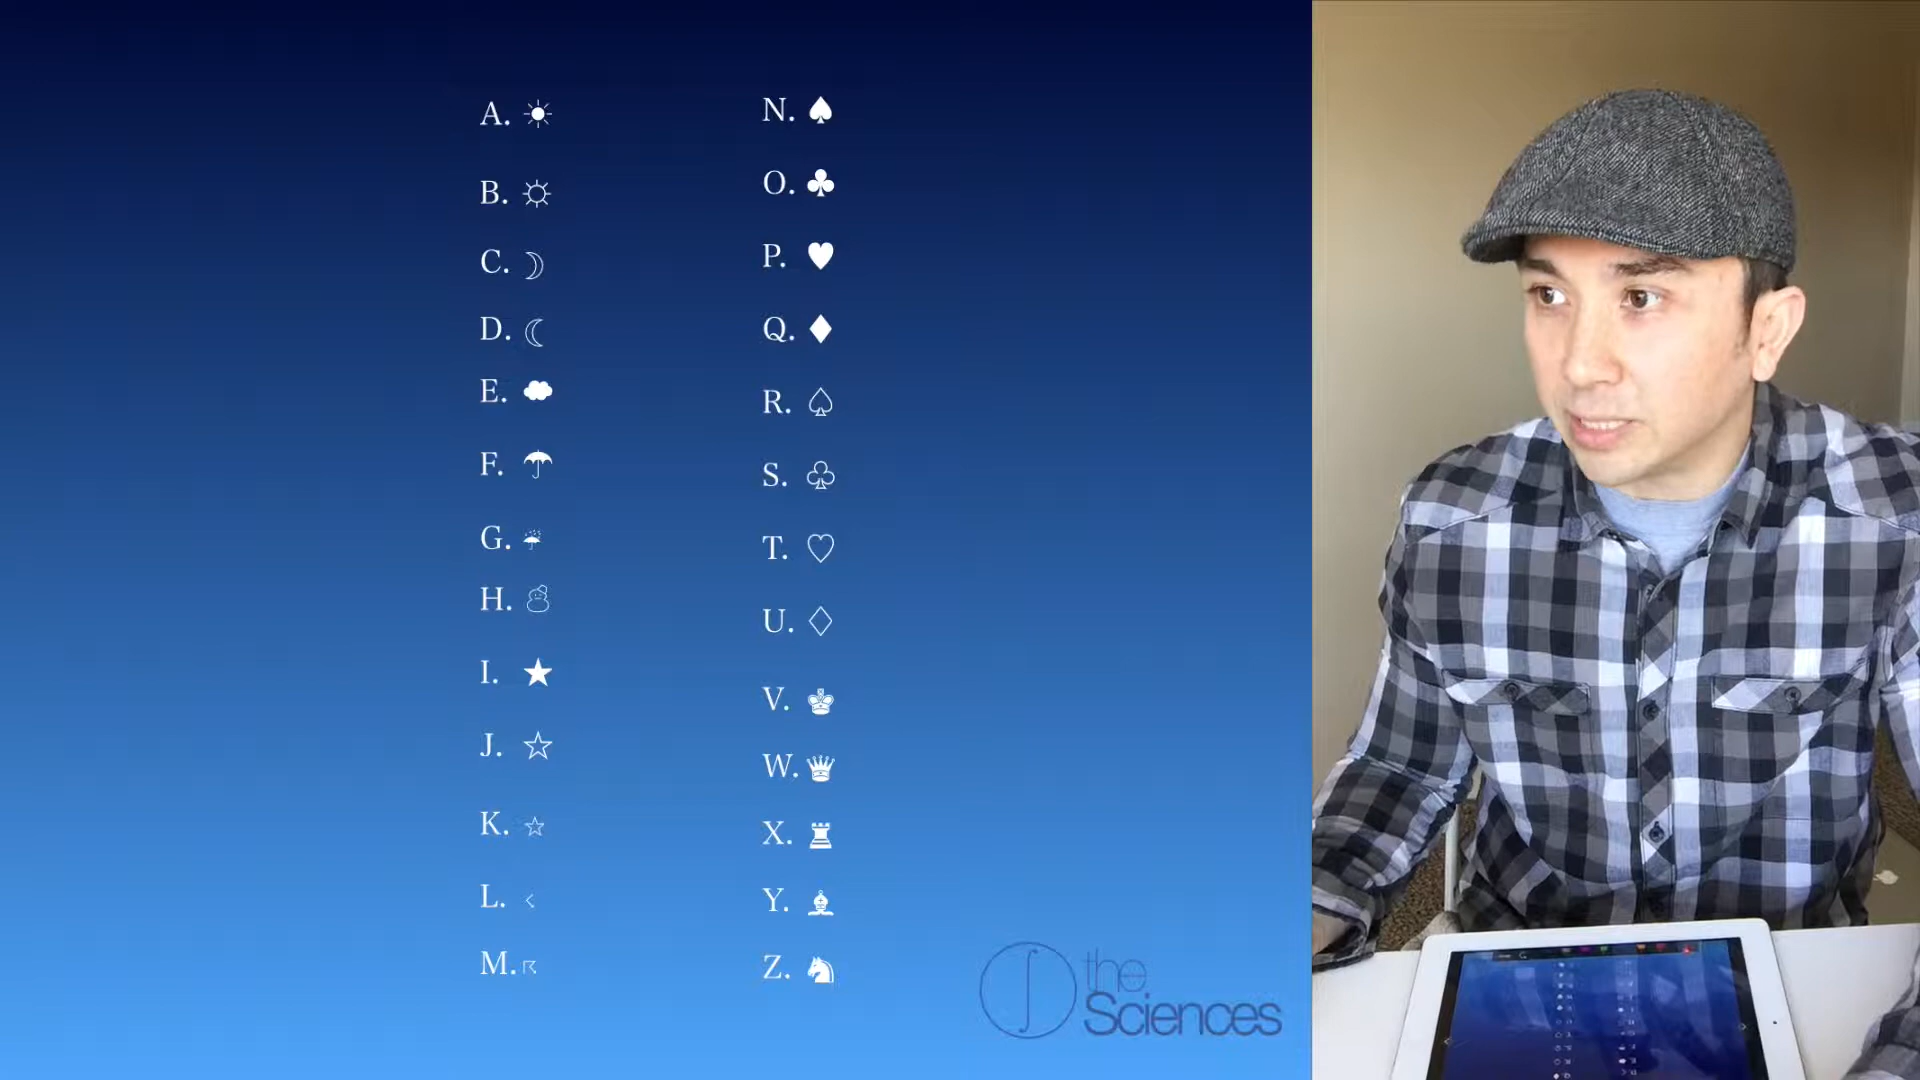 A. ☀
B. ☼
C. ☽
D. ☾
E. ☁
F. ☂
G. ☔
H. ☃
I. ★
J. ☆
K. ☆
L.
M.
N. ♠
O. ♣
P. ♥
Q. ♦
R. ♤
S. ♧
T. ♡
U. ♢
V. ♚
W. ♛
X. ♜
Y. ♝
Z. ♞
the
Sciences